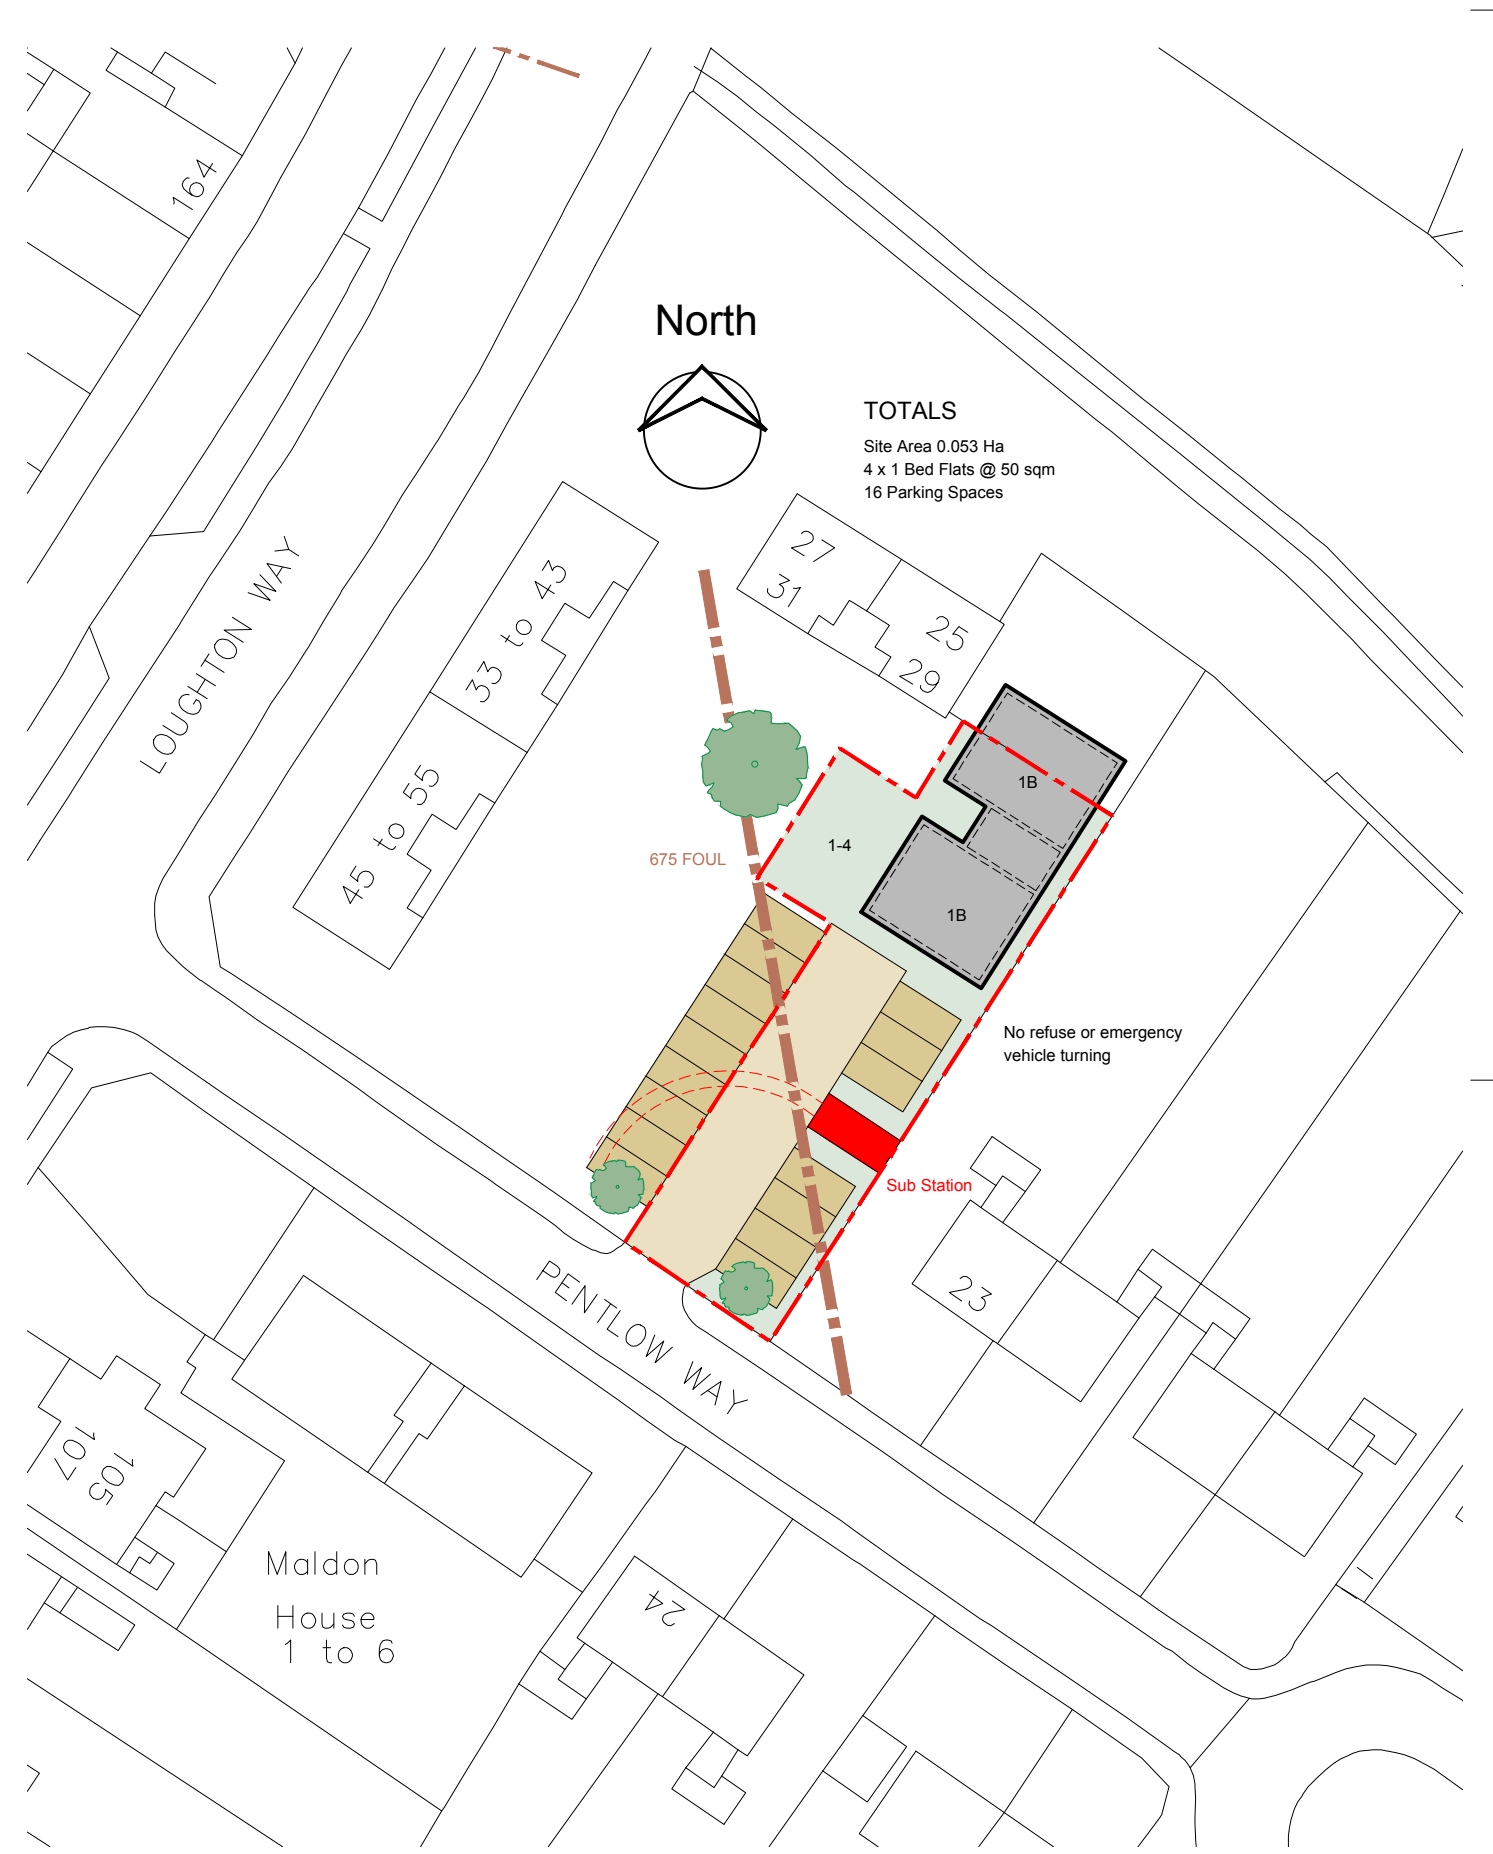 164
North
TOTALS
Site Area 0.053 Ha
4 x 1 Bed Flats @ 50 sqm
16 Parking Spaces
LOUGHTON WAY
33 to 43
45 to 55
27
31
25
29
1B
1-4
675 FOUL
1B
No refuse or emergency
vehicle turning
Sub Station
PENTLOW WAY
23
105
107
Maldon
House
1 to 6
24